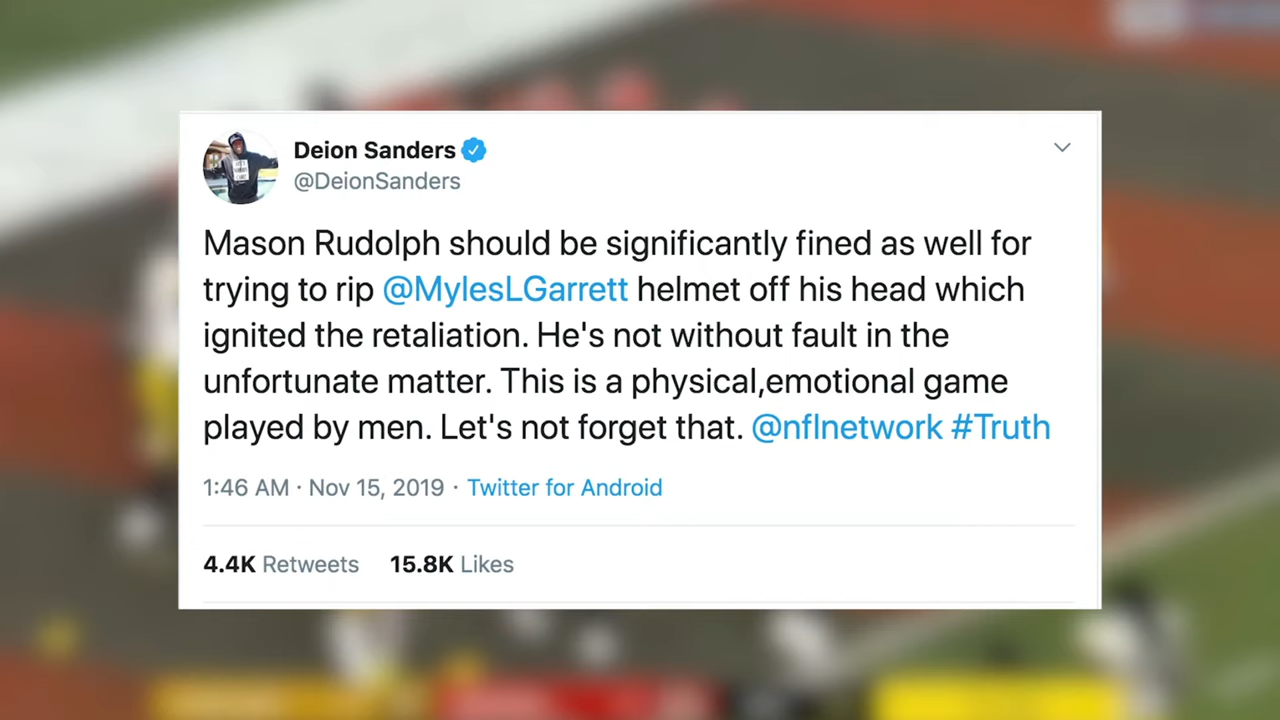 Deion Sanders
@DeionSanders
Mason Rudolph should be significantly fined as well for
trying to rip @MylesLGarrett helmet off his head which
ignited the retaliation. He's not without fault in the
unfortunate matter. This is a physical,emotional game
played by men. Let's not forget that. @nflnetwork #Truth
1:46 AM · Nov 15, 2019 · Twitter for Android
4.4K Retweets 15.8K Likes